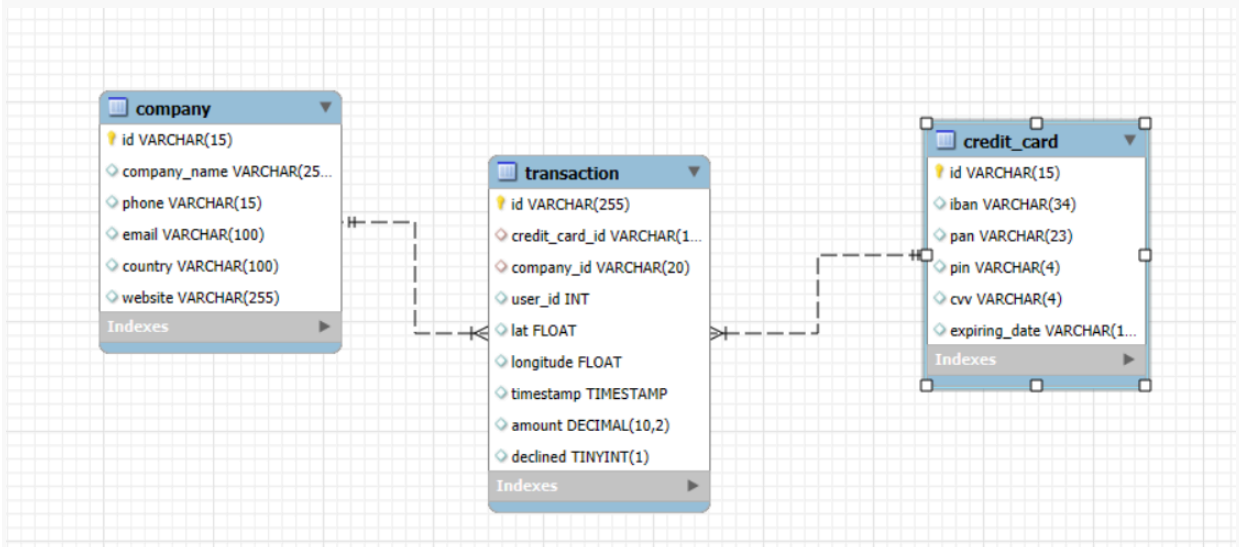 company
id VARCHAR(15)
company_name VARCHAR(25...
phone VARCHAR(15)
email VARCHAR(100)
country VARCHAR(100)
website VARCHAR(255)
Indexes
transaction
id VARCHAR(255)
credit_card_id VARCHAR(1...
company_id VARCHAR(20)
user_id INT
lat FLOAT
longitude FLOAT
timestamp TIMESTAMP
amount DECIMAL(10,2)
declined TINYINT(1)
Indexes
credit_card
id VARCHAR(15)
iban VARCHAR(34)
pan VARCHAR(23)
pin VARCHAR(4)
cvv VARCHAR(4)
expiring_date VARCHAR(1...
Indexes